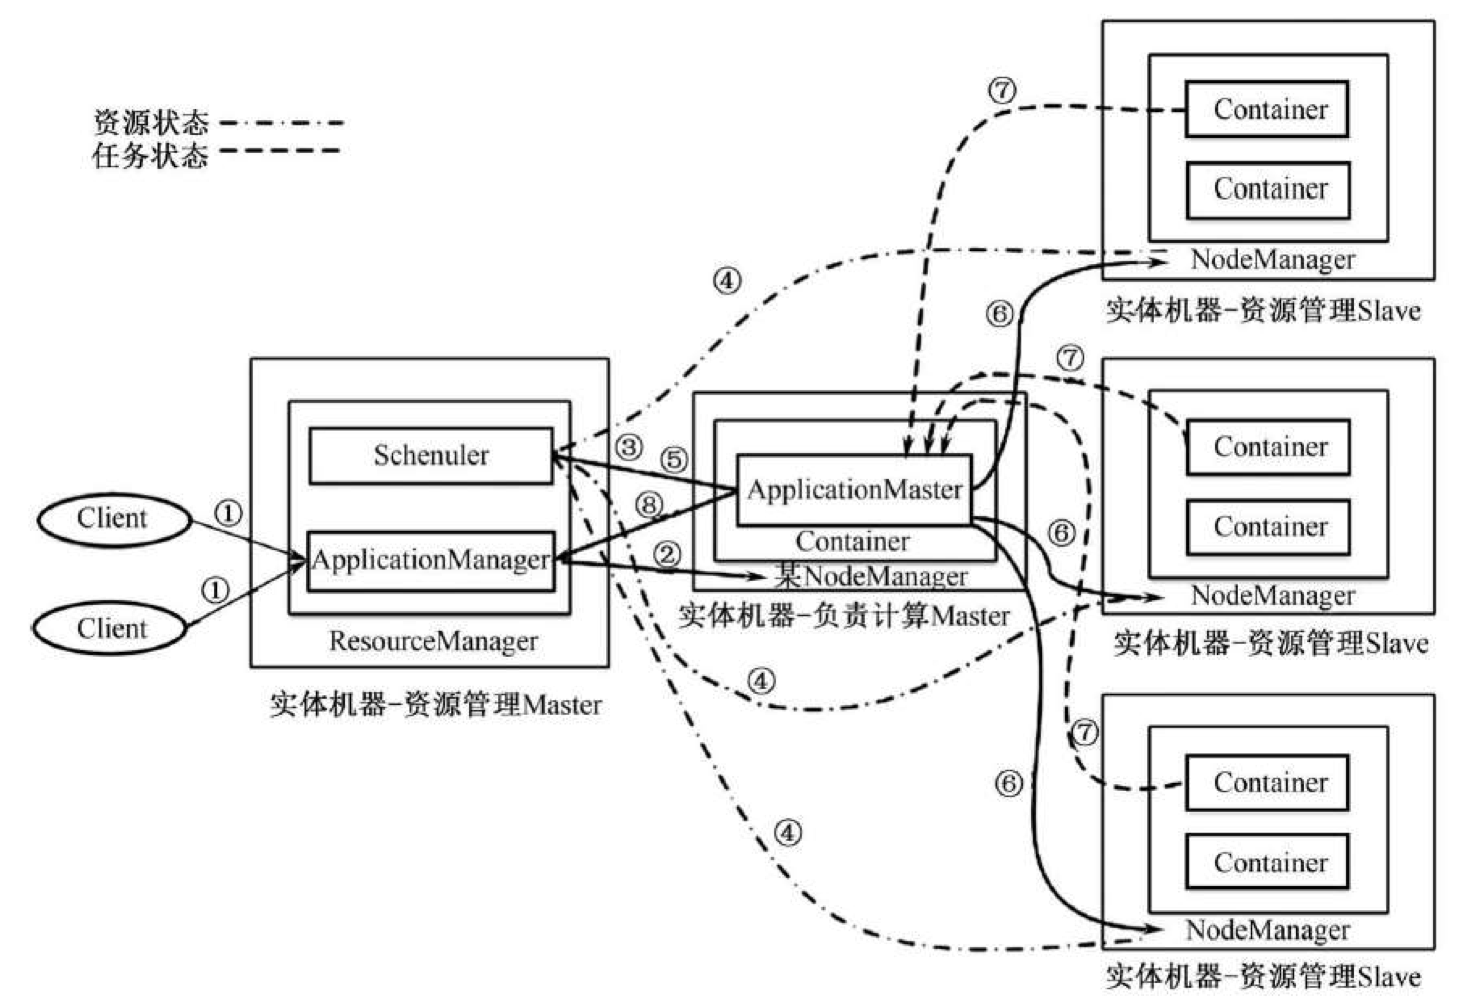 资源状态
任务状态
Client
Client
①
①
Schenuler
ApplicationManager
ResourceManager
实体机器-资源管理Master
③
⑤
⑧
②
ApplicationMaster
Container
某NodeManager
实体机器-负责计算Master
④
④
④
⑥
⑥
⑥
⑦
⑦
⑦
Container
Container
NodeManager
实体机器-资源管理Slave
Container
Container
NodeManager
实体机器-资源管理Slave
Container
Container
NodeManager
实体机器-资源管理Slave